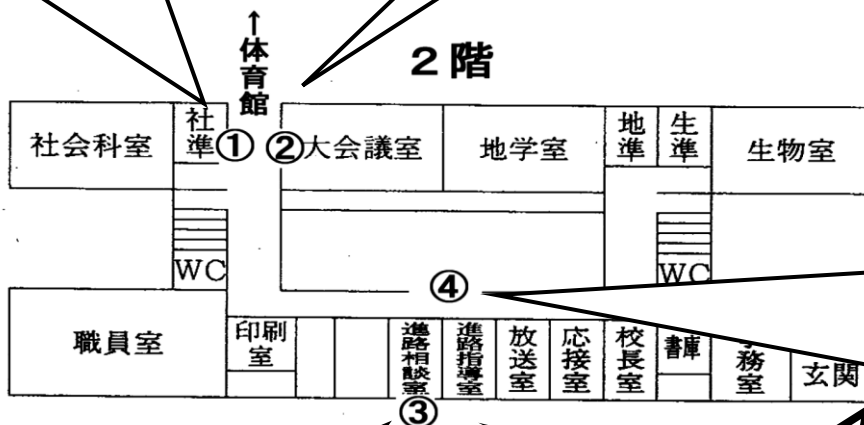 ↑体育館
2階
社会科室
社準
①
②
大会議室
地学室
地準
生準
生物室
WC
WC
④
職員室
印刷室
進路相談室
進路指導室
放送室
応接室
校長室
書庫
務室
玄関
③